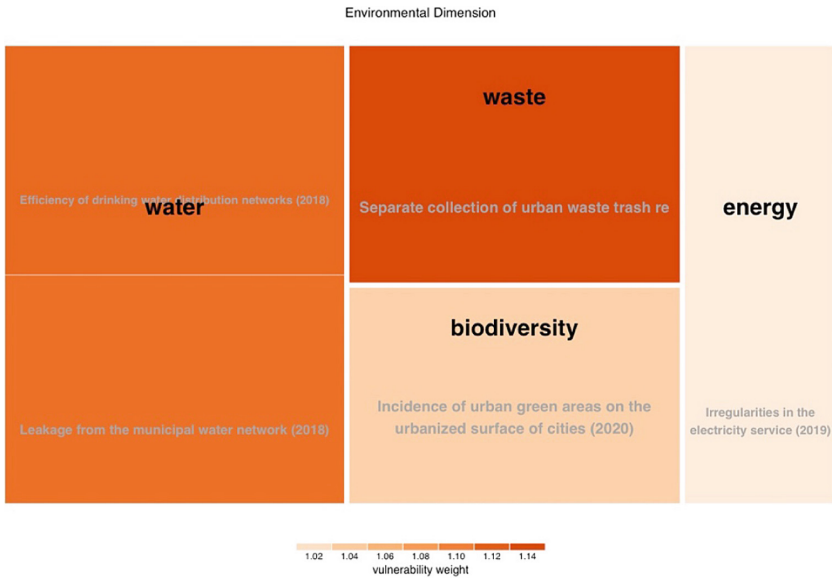 Environmental Dimension
waste
Efficiency of drinking water distribution networks (2018)
water
Separate collection of urban waste trash re
energy
biodiversity
Incidence of urban green areas on the
urbanized surface of cities (2020)
Leakage from the municipal water network (2018)
Irregularities in the
electricity service (2019)
1.02 1.04 1.06 1.08 1.10 1.12 1.14
vulnerability weight